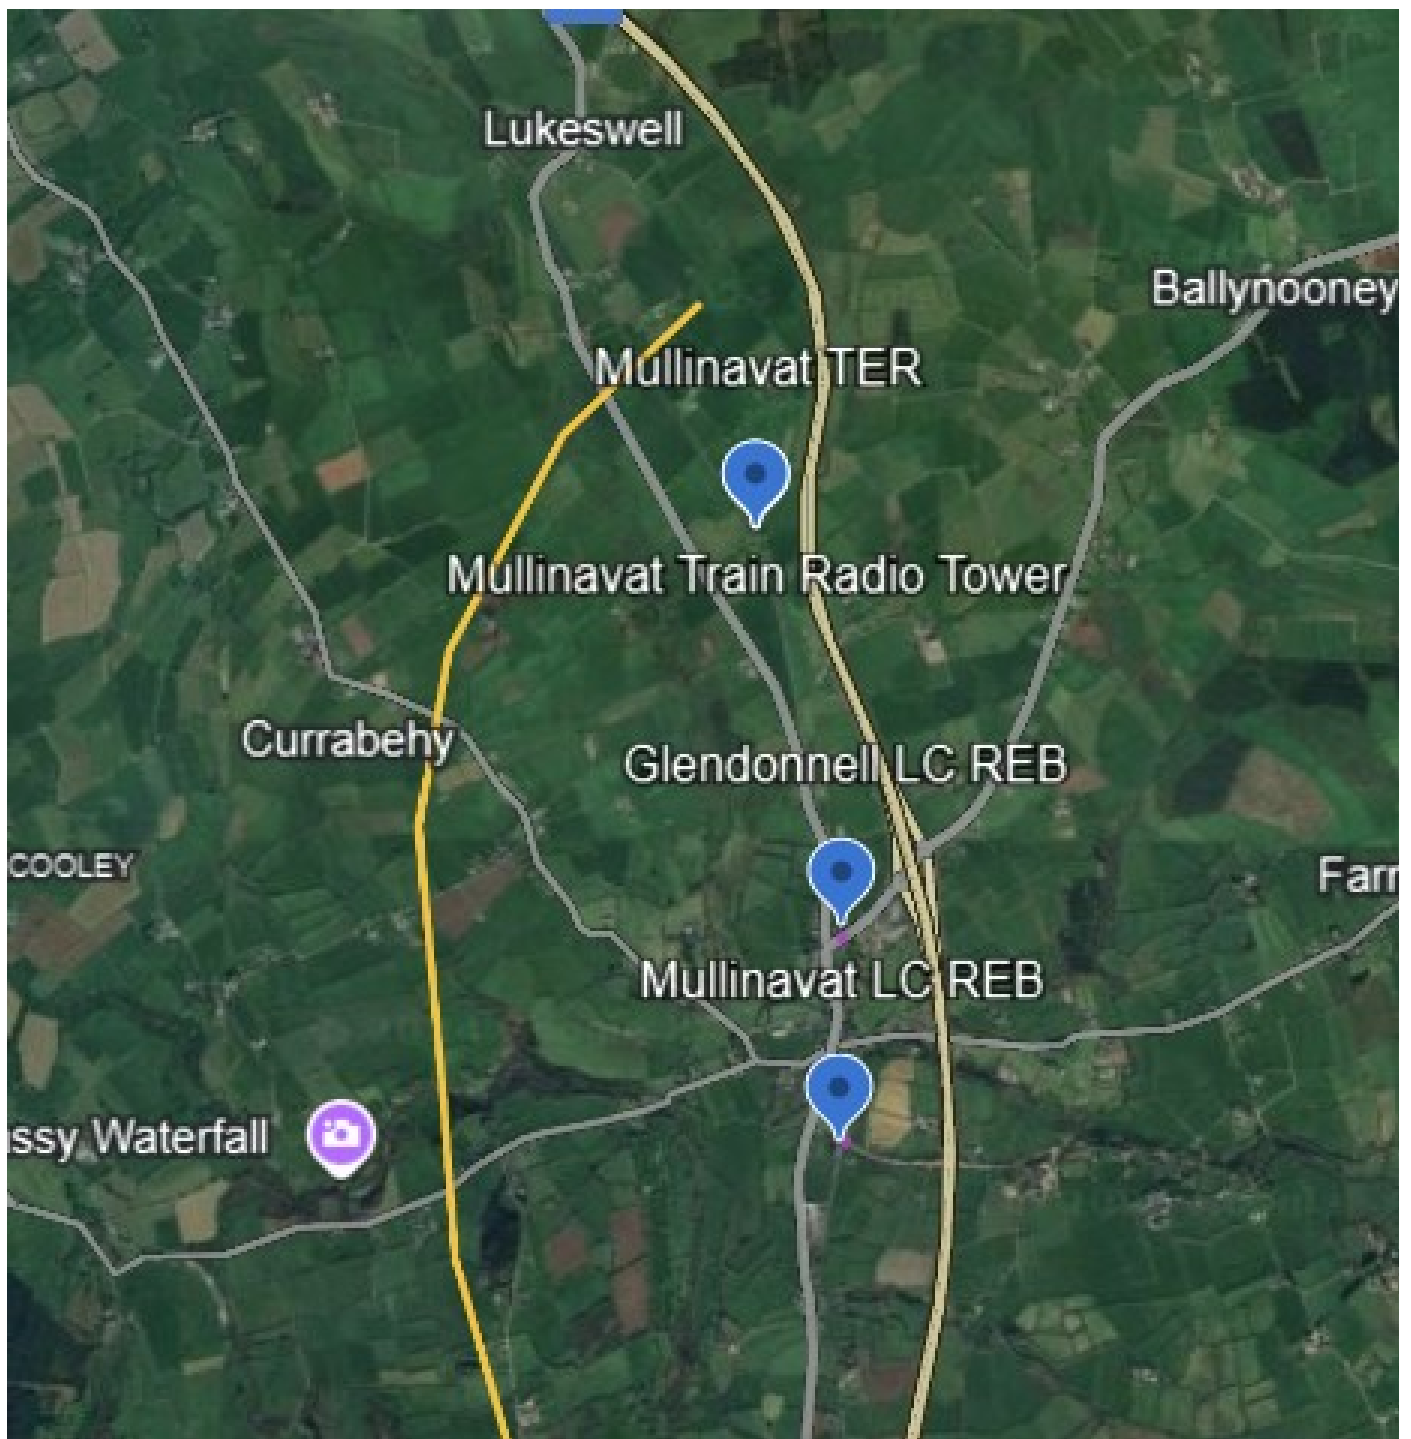 Lukeswell
Ballynooney
Mullinavat TER
Mullinavat Train Radio Tower
Currabehy
Glendonnell LC REB
COOLEY
Farr
Mullinavat LC REB
ssy Waterfall